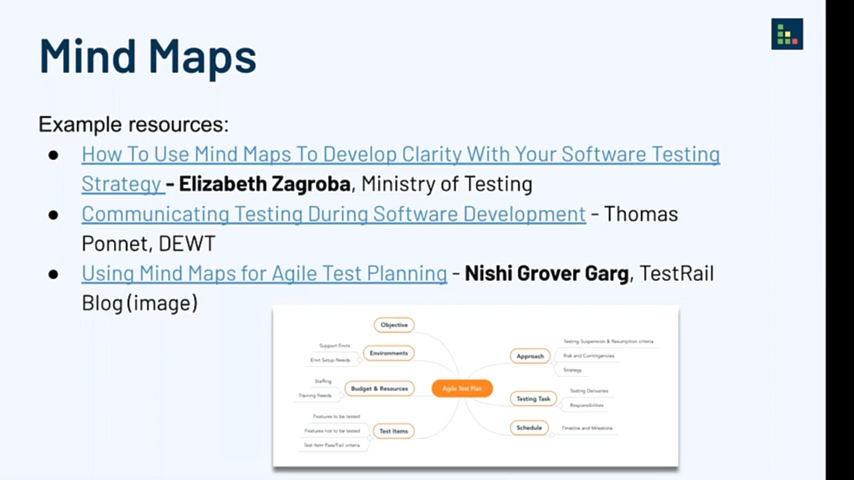 Mind Maps
Example resources:
● How To Use Mind Maps To Develop Clarity With Your Software Testing
Strategy - Elizabeth Zagroba, Ministry of Testing
● Communicating Testing During Software Development - Thomas
Ponnet, DEWT
● Using Mind Maps for Agile Test Planning - Nishi Grover Garg, TestRail
Blog (image)
Objective
Support Envts
Envt Setup Needs
Environments
Staffing
Training Needs
Budget & Resources
Features to be tested
Features not to be tested
Test Item Pass/Fail criteria
Test Items
Agile Test Plan
Approach
Testing Suspension & Resumption criteria
Risk and Contingencies
Strategy
Testing Task
Testing Deliveries
Responsibilities
Schedule
Timeline and Milestone